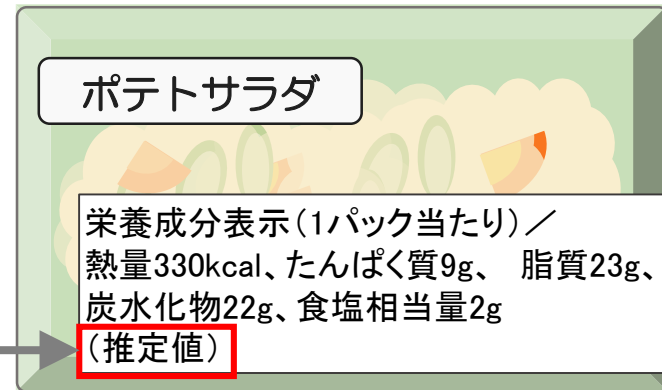 ポテトサラダ
栄養成分表示（1パック当たり）／
熱量330kcal、たんぱく質9g、 脂質23g、
炭水化物22g、食塩相当量2g
（推定値）